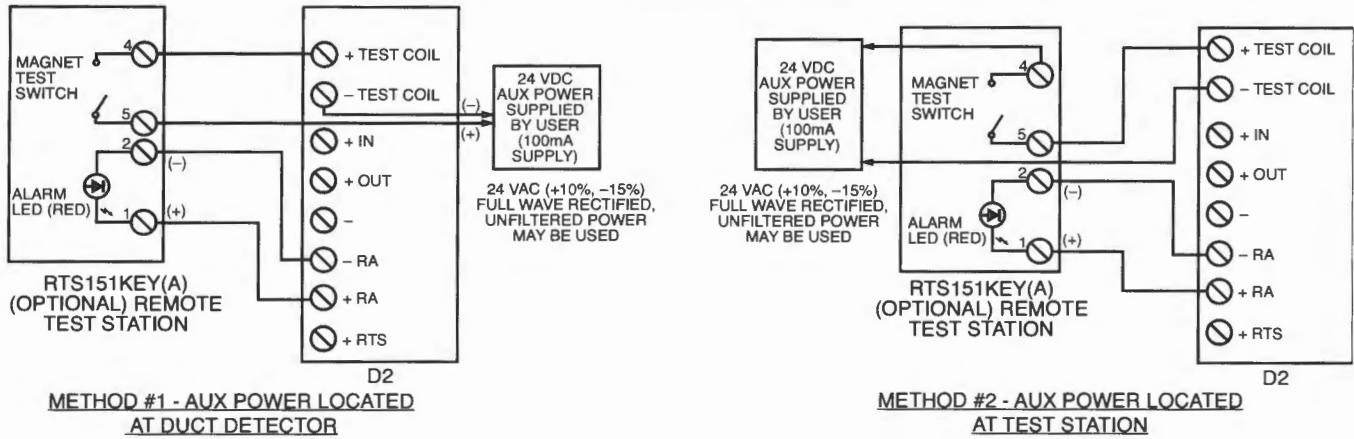 MAGNET
TEST
SWITCH
4
5
2
(–)
ALARM
LED (RED)
1
(+)
RTS151KEY(A)
(OPTIONAL) REMOTE
TEST STATION
+ TEST COIL
– TEST COIL
+ IN
+ OUT
–
– RA
+ RA
+ RTS
D2
(–)
(+)
24 VDC
AUX POWER
SUPPLIED
BY USER
(100mA
SUPPLY)
24 VAC (+10%, –15%)
FULL WAVE RECTIFIED,
UNFILTERED POWER
MAY BE USED
METHOD #1 - AUX POWER LOCATED
AT DUCT DETECTOR
24 VDC
AUX POWER
SUPPLIED
BY USER
(100mA
SUPPLY)
24 VAC (+10%, –15%)
FULL WAVE RECTIFIED,
UNFILTERED POWER
MAY BE USED
4
MAGNET
TEST
SWITCH
5
2
(–)
ALARM
LED (RED)
1
(+)
RTS151KEY(A)
(OPTIONAL) REMOTE
TEST STATION
+ TEST COIL
– TEST COIL
+ IN
+ OUT
–
– RA
+ RA
+ RTS
D2
METHOD #2 - AUX POWER LOCATED
AT TEST STATION